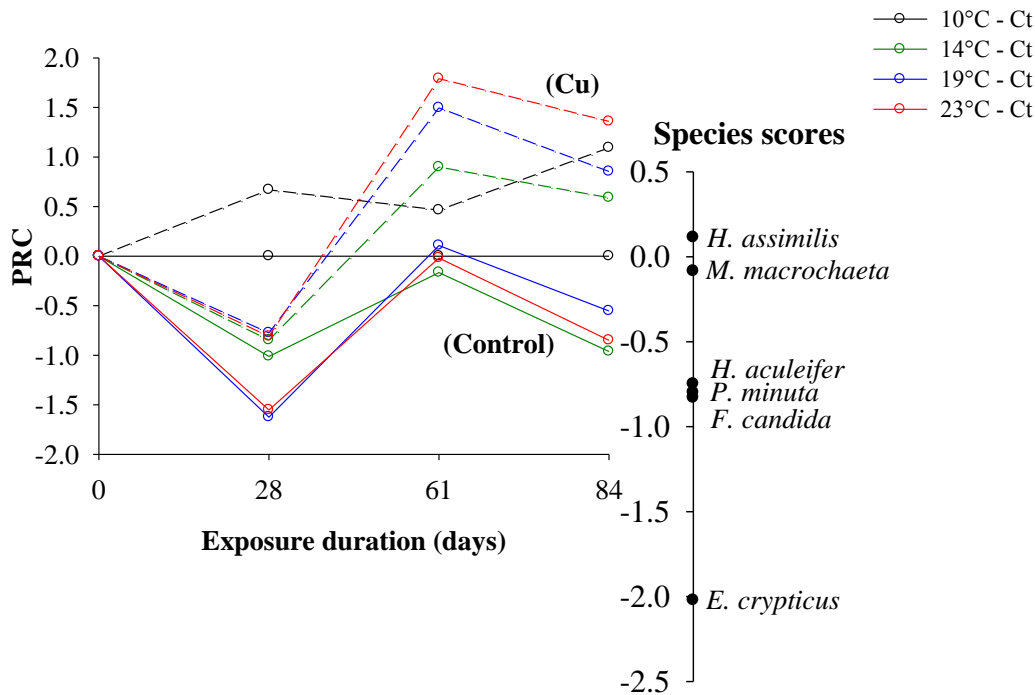 10°C - Ct
14°C - Ct
19°C - Ct
23°C - Ct
2.0
1.5
1.0
0.5
0.0
-0.5
-1.0
-1.5
-2.0
PRC
0
28
61
84
Exposure duration (days)
(Cu)
(Control)
Species scores
0.5
0.0
-0.5
-1.0
-1.5
-2.0
-2.5
H. assimilis
M. macrochaeta
H. aculeifer
P. minuta
F. candida
E. crypticus